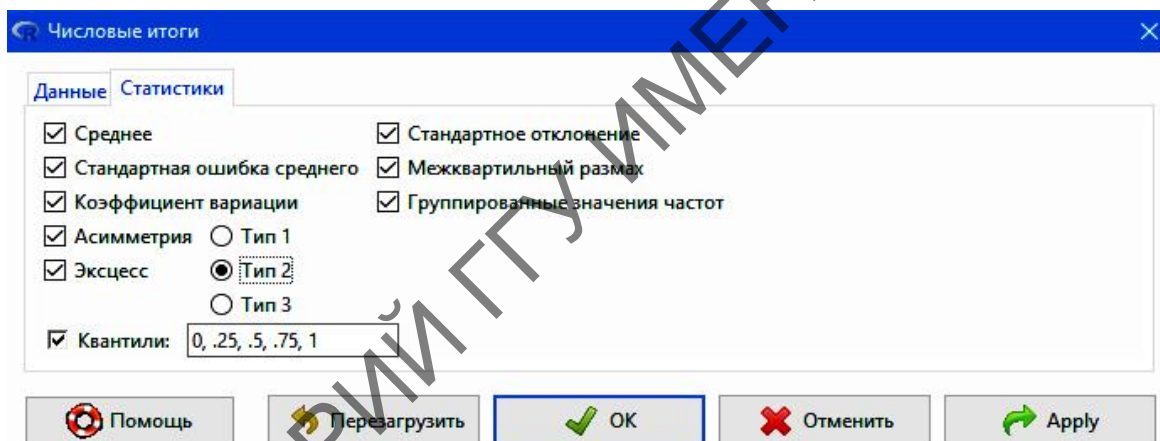 Числовые итоги
Данные Статистики
Среднее Стандартное отклонение
Стандартная ошибка среднего Межквартильный размах
Коэффициент вариации Группированные значения частот
Асимметрия Тип 1
Эксцесс Тип 2
Тип 3
Квантили: 0, .25, .5, .75, 1
Помощь Перезагрузить OK Отменить Apply
ГГУ